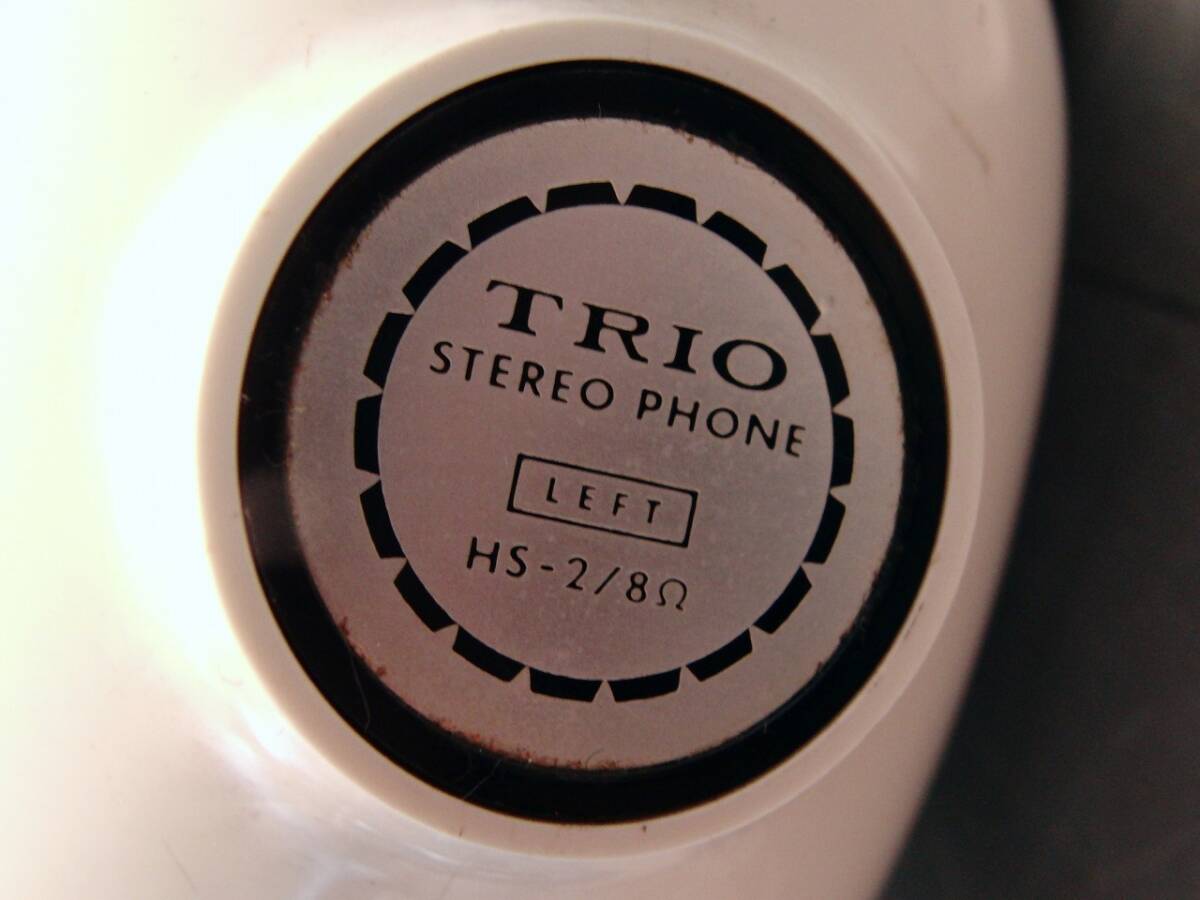 TRIO
STEREO PHONE
LEFT
HS-2/8Ω